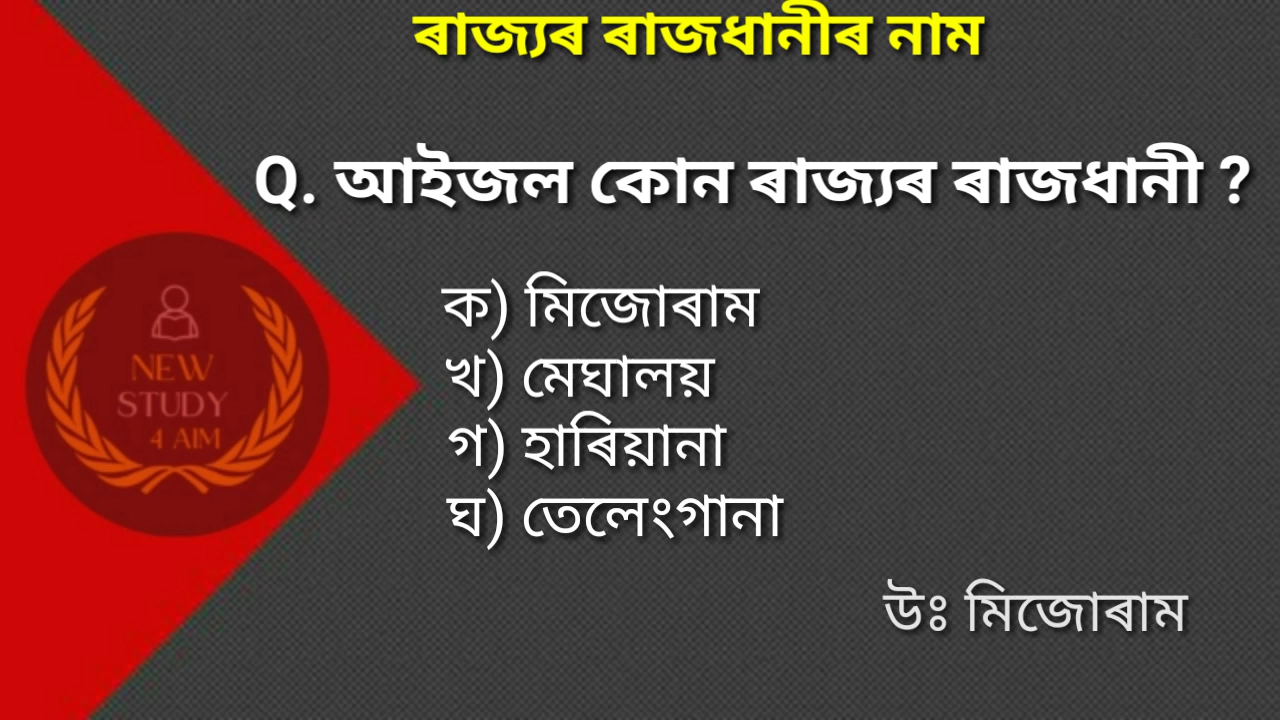 ৰাজ্যৰ ৰাজধানীৰ নাম
Q. আইজল কোন ৰাজ্যৰ ৰাজধানী ?
ক) মিজোৰাম
খ) মেঘালয়
গ) হাৰিয়ানা
ঘ) তেলেংগানা
উঃ মিজোৰাম
NEW
STUDY
4 AIM